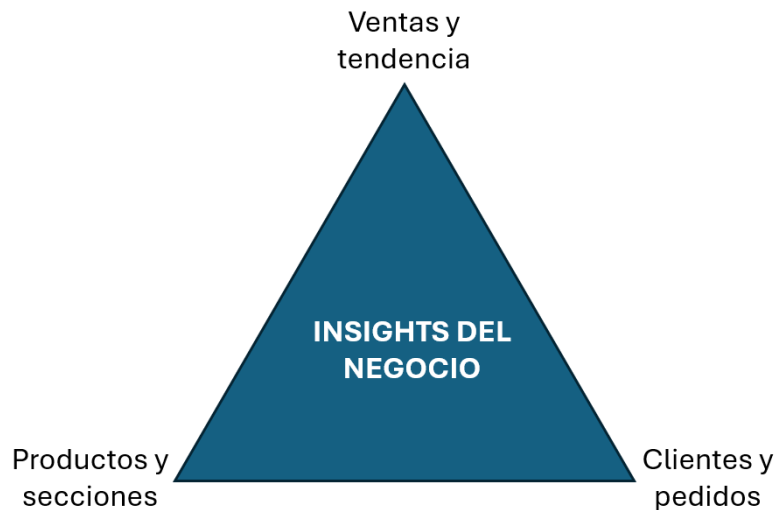 Ventas y
tendencia
INSIGHTS DEL
NEGOCIO
Productos y
secciones
Clientes y
pedidos